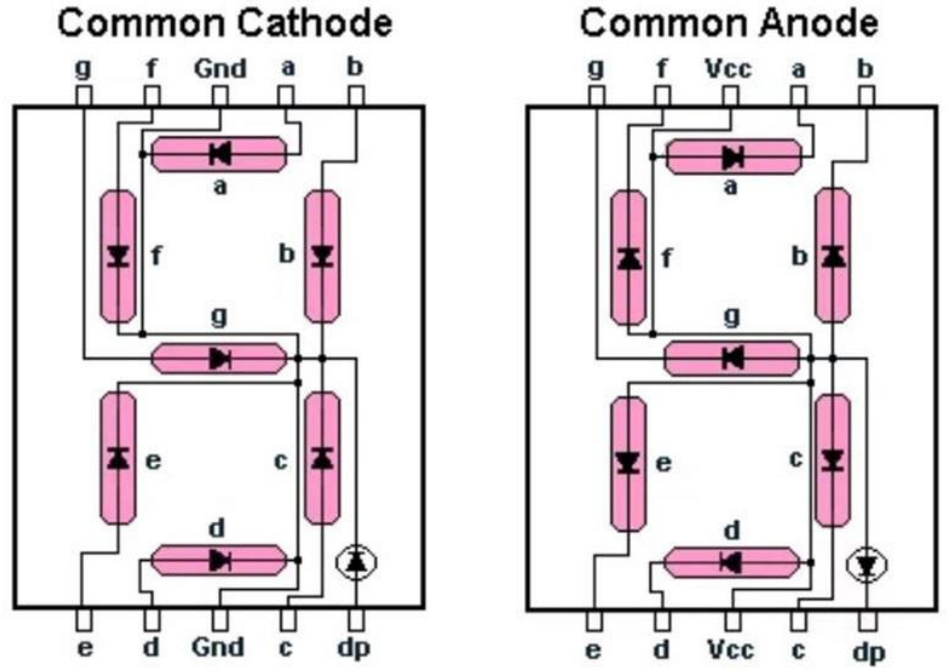 Common Cathode Common Anode
g f Gnd a b g f Vcc a b
a a
f b f b
g g
e c e c
d d
e d Gnd c dp e d Vcc c dp